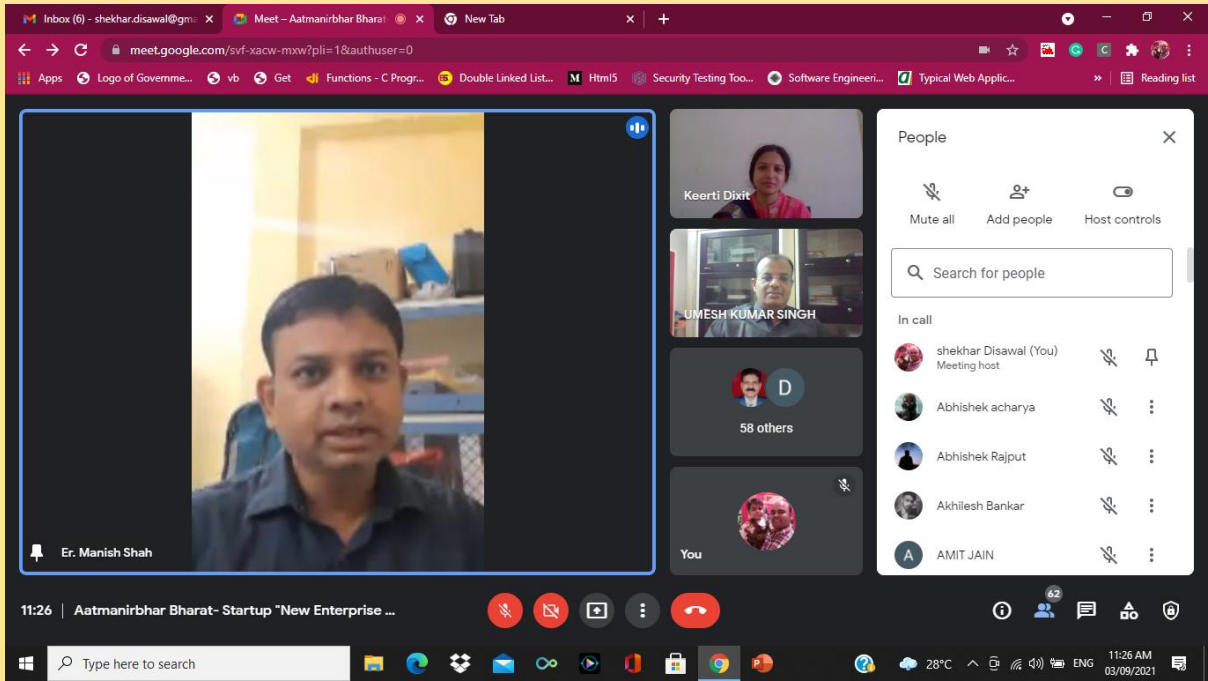 Inbox (6) - shekhar.disawal@gma
Meet – Aatmanirbhar Bharat-
New Tab
meet.google.com/svf-xacw-mxw?pli=1&authuser=0
Apps
Logo of Governme...
vb
Get
Functions - C Progr...
Double Linked List...
Html5
Security Testing Too...
Software Engineeri...
Typical Web Applic...
»
Reading list
Keerti Dixit
UMESH KUMAR SINGH
D
58 others
You
Er. Manish Shah
People
Mute all
Add people
Host controls
Search for people
In call
shekhar Disawal (You)
Meeting host
Abhishek acharya
Abhishek Rajput
Akhilesh Bankar
A
AMIT JAIN
11:26 | Aatmanirbhar Bharat- Startup "New Enterprise ...
62
Type here to search
28°C
ENG
11:26 AM
03/09/2021